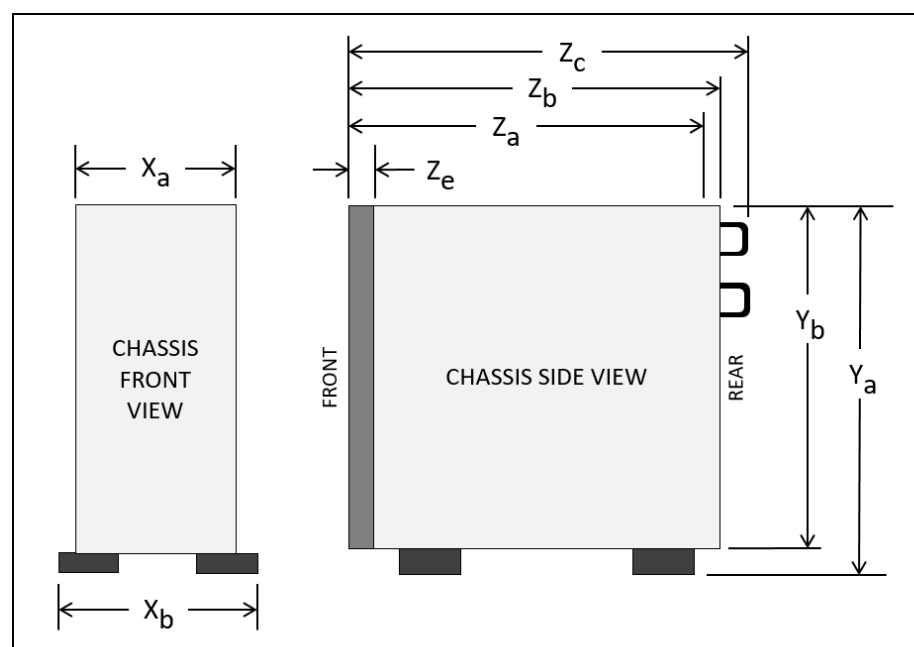 Zc
Zb
Za
Xa
Ze
CHASSIS
FRONT
VIEW
FRONT
CHASSIS SIDE VIEW
REAR
Yb
Ya
Xb